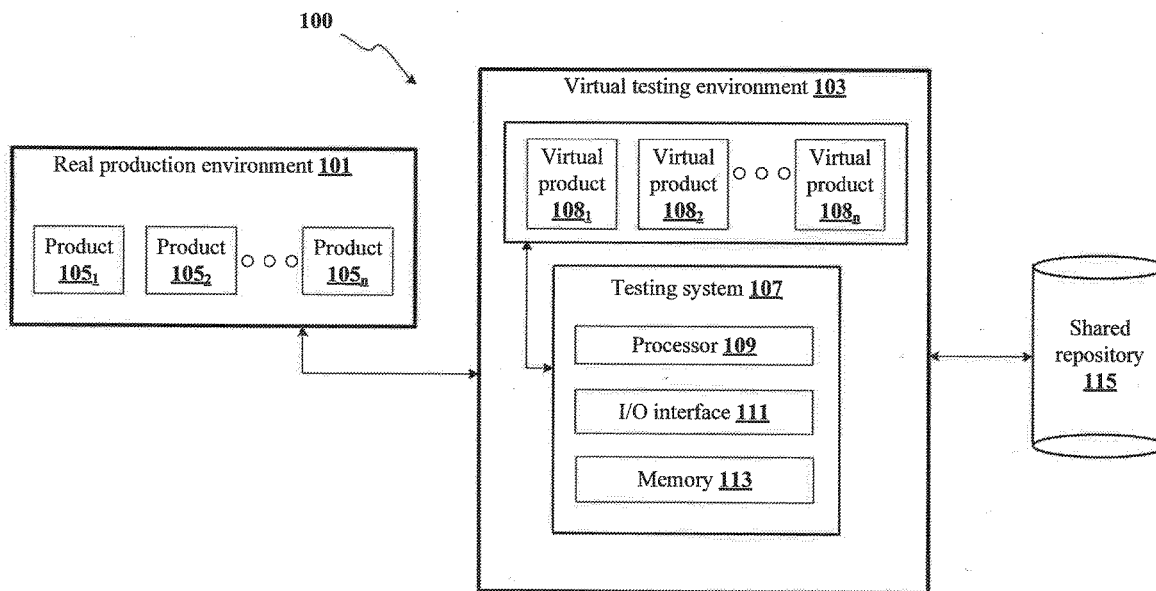 100
Virtual testing environment 103
Real production environment 101
Virtual
product
108₁
Virtual
product
108₂
Virtual
product
108ₙ
Product
105₁
Product
105₂
Product
105ₙ
Testing system 107
Processor 109
I/O interface 111
Memory 113
Shared
repository
115